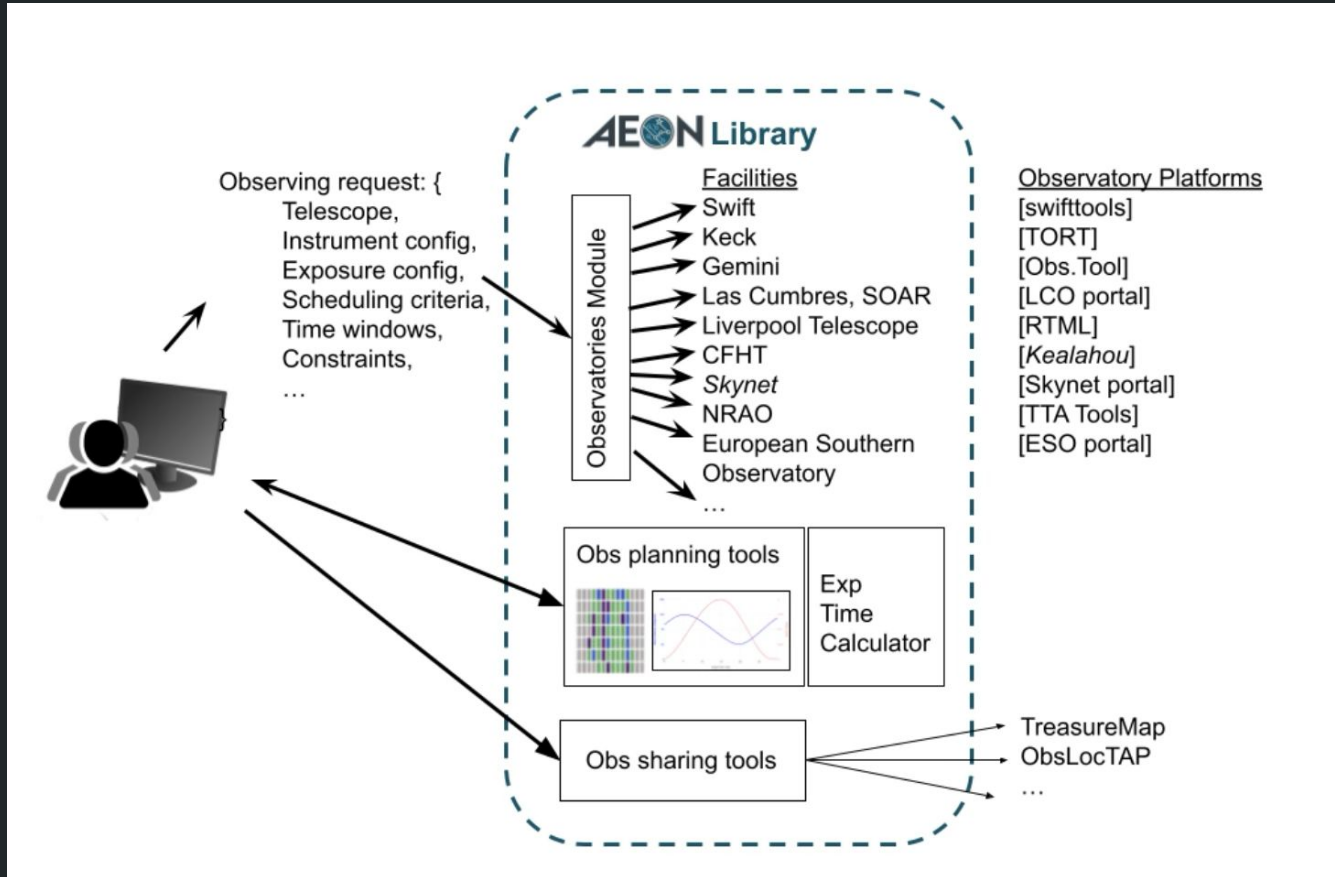 AEON Library
Observing request: {
Telescope,
Instrument config,
Exposure config,
Scheduling criteria,
Time windows,
Constraints,
…
}
Observatories Module
Facilities
Swift
Keck
Gemini
Las Cumbres, SOAR
Liverpool Telescope
CFHT
Skynet
NRAO
European Southern
Observatory
…
Observatory Platforms
[swifttools]
[TORT]
[Obs.Tool]
[LCO portal]
[RTML]
[Kealahou]
[Skynet portal]
[TTA Tools]
[ESO portal]
Obs planning tools
Exp
Time
Calculator
Obs sharing tools
TreasureMap
ObsLocTAP
…